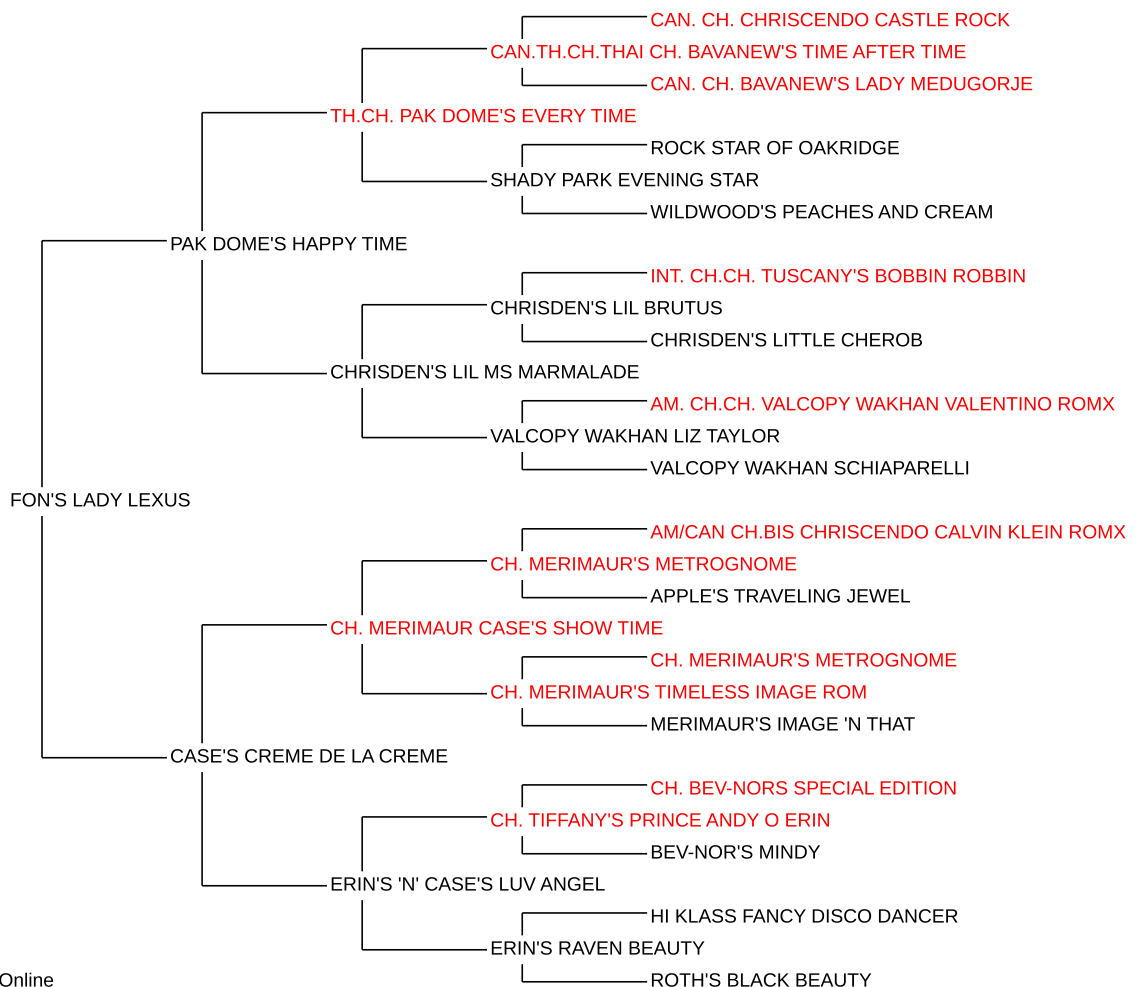 CAN. CH. CHRISCENDO CASTLE ROCK
CAN.TH.CH.THAI CH. BAVANEW'S TIME AFTER TIME
CAN. CH. BAVANEW'S LADY MEDUGORJE
TH.CH. PAK DOME'S EVERY TIME
ROCK STAR OF OAKRIDGE
SHADY PARK EVENING STAR
WILDWOOD'S PEACHES AND CREAM
PAK DOME'S HAPPY TIME
INT. CH.CH. TUSCANY'S BOBBIN ROBBIN
CHRISDEN'S LIL BRUTUS
CHRISDEN'S LITTLE CHEROB
CHRISDEN'S LIL MS MARMALADE
AM. CH.CH. VALCOPY WAKHAN VALENTINO ROMX
VALCOPY WAKHAN LIZ TAYLOR
VALCOPY WAKHAN SCHIAPARELLI
FON'S LADY LEXUS
AM/CAN CH.BIS CHRISCENDO CALVIN KLEIN ROMX
CH. MERIMAUR'S METROGNOME
APPLE'S TRAVELING JEWEL
CH. MERIMAUR CASE'S SHOW TIME
CH. MERIMAUR'S METROGNOME
CH. MERIMAUR'S TIMELESS IMAGE ROM
MERIMAUR'S IMAGE 'N THAT
CASE'S CREME DE LA CREME
CH. BEV-NORS SPECIAL EDITION
CH. TIFFANY'S PRINCE ANDY O ERIN
BEV-NOR'S MINDY
ERIN'S 'N' CASE'S LUV ANGEL
HI KLASS FANCY DISCO DANCER
ERIN'S RAVEN BEAUTY
ROTH'S BLACK BEAUTY
Online